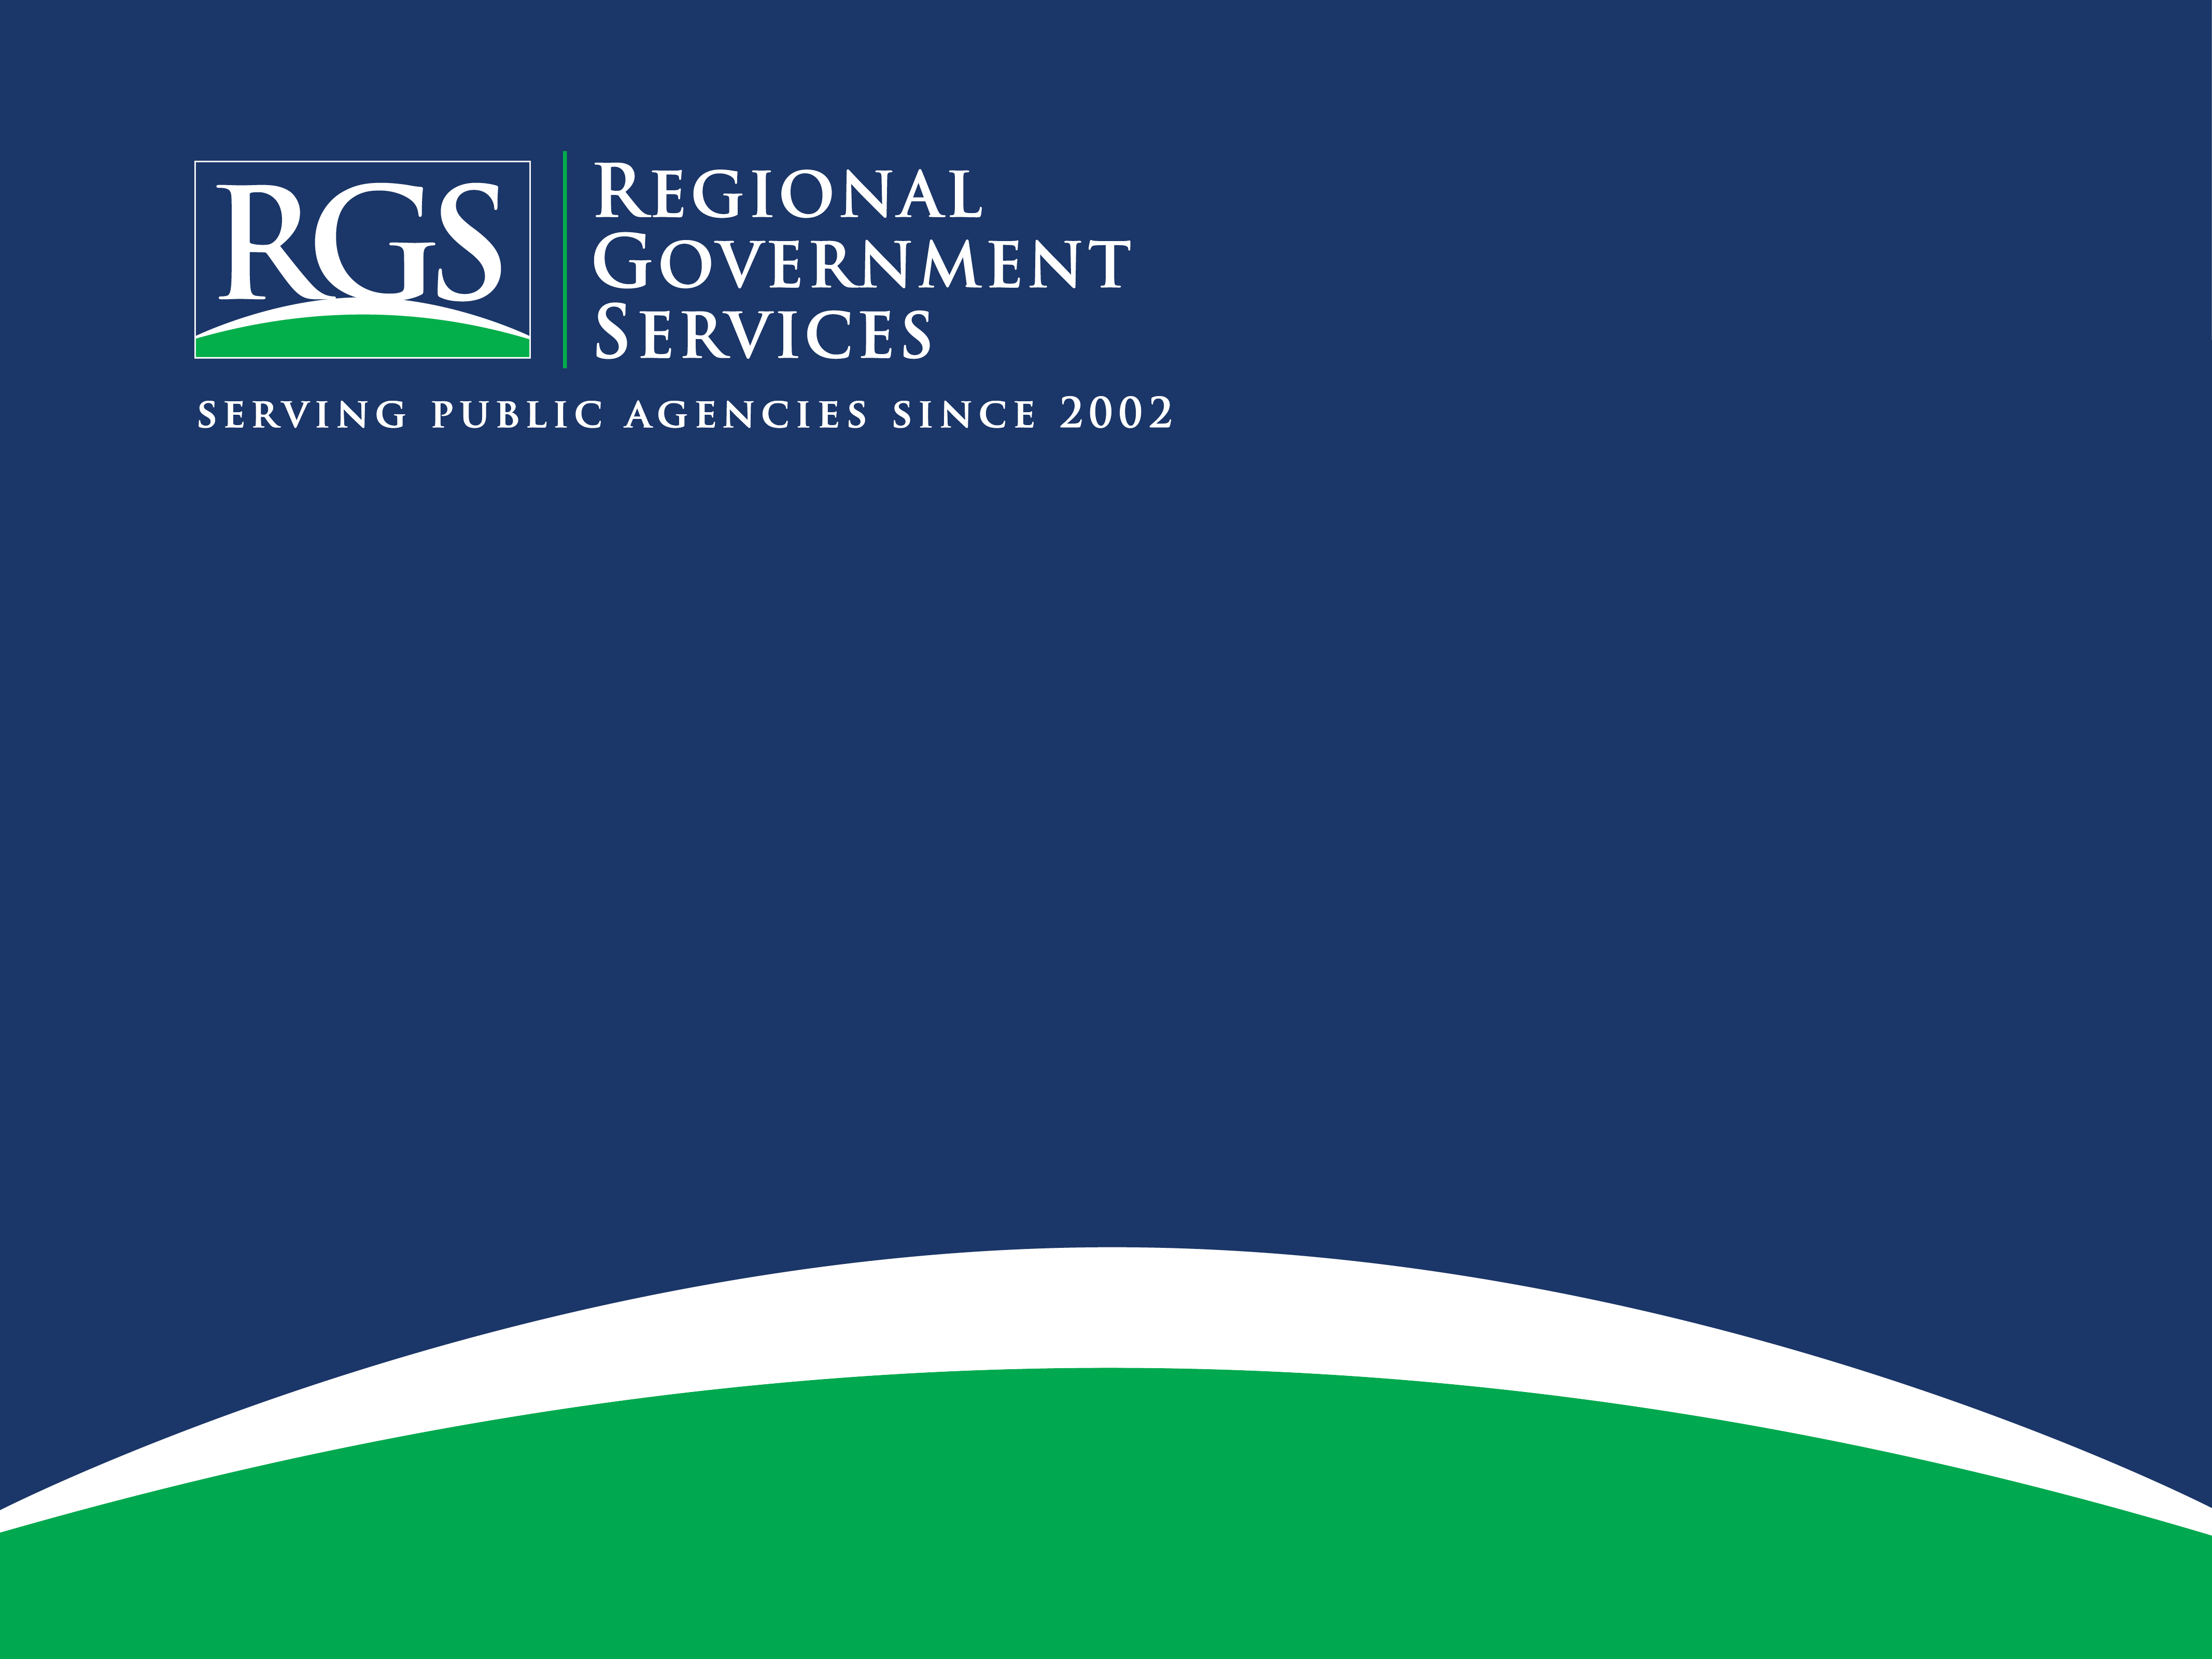 RGS
REGIONAL
GOVERNMENT
SERVICES
SERVING PUBLIC AGENCIES SINCE 2002